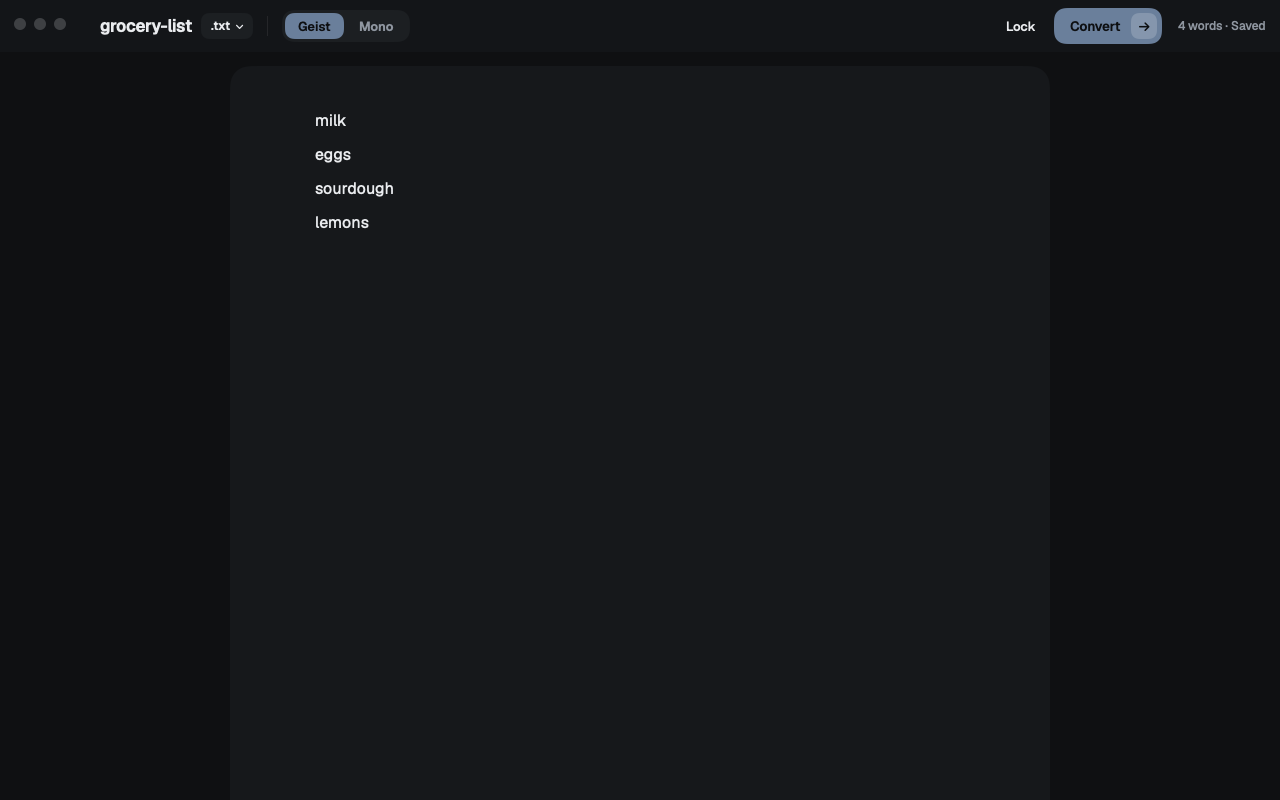 grocery-list .txt Geist Mono Lock Convert → 4 words · Saved
milk
eggs
sourdough
lemons